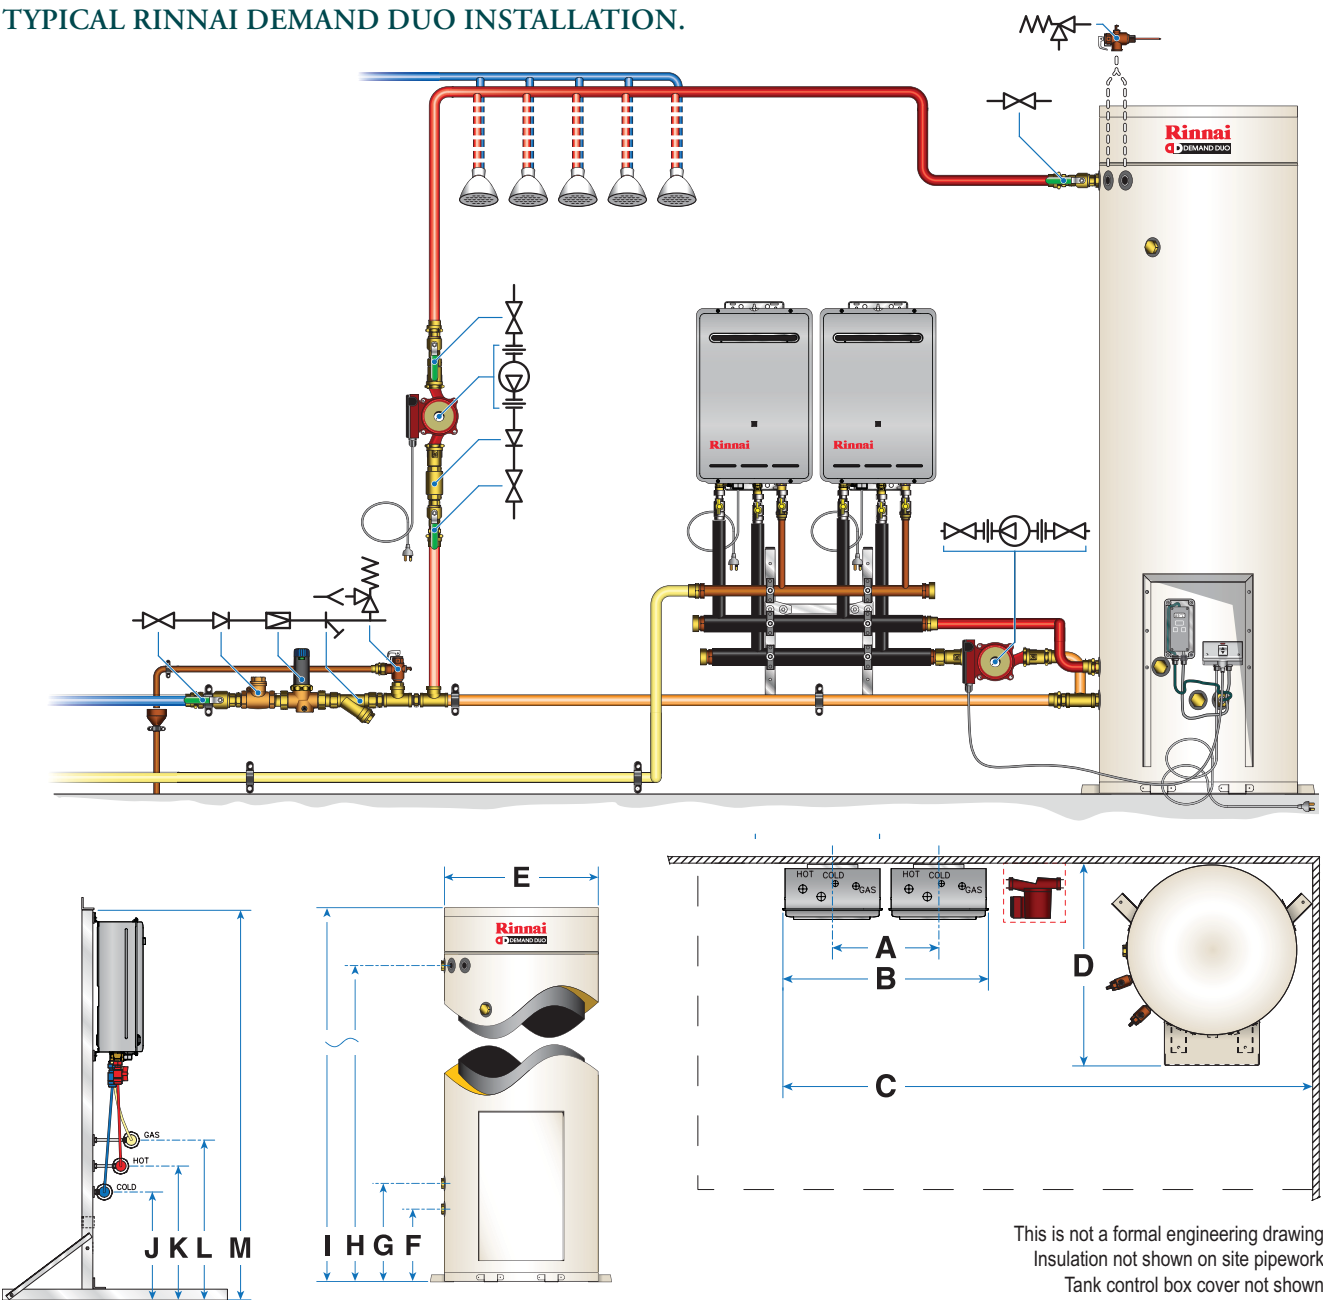 TYPICAL RINNAI DEMAND DUO INSTALLATION.
Rinnai
DEMAND DUO
Rinnai
Rinnai
HOT COLD GAS
HOT COLD GAS
A
B
C
D
E
Rinnai
DEMAND DUO
GAS
HOT
COLD
J K L M
I H G F
This is not a formal engineering drawing
Insulation not shown on site pipework
Tank control box cover not shown